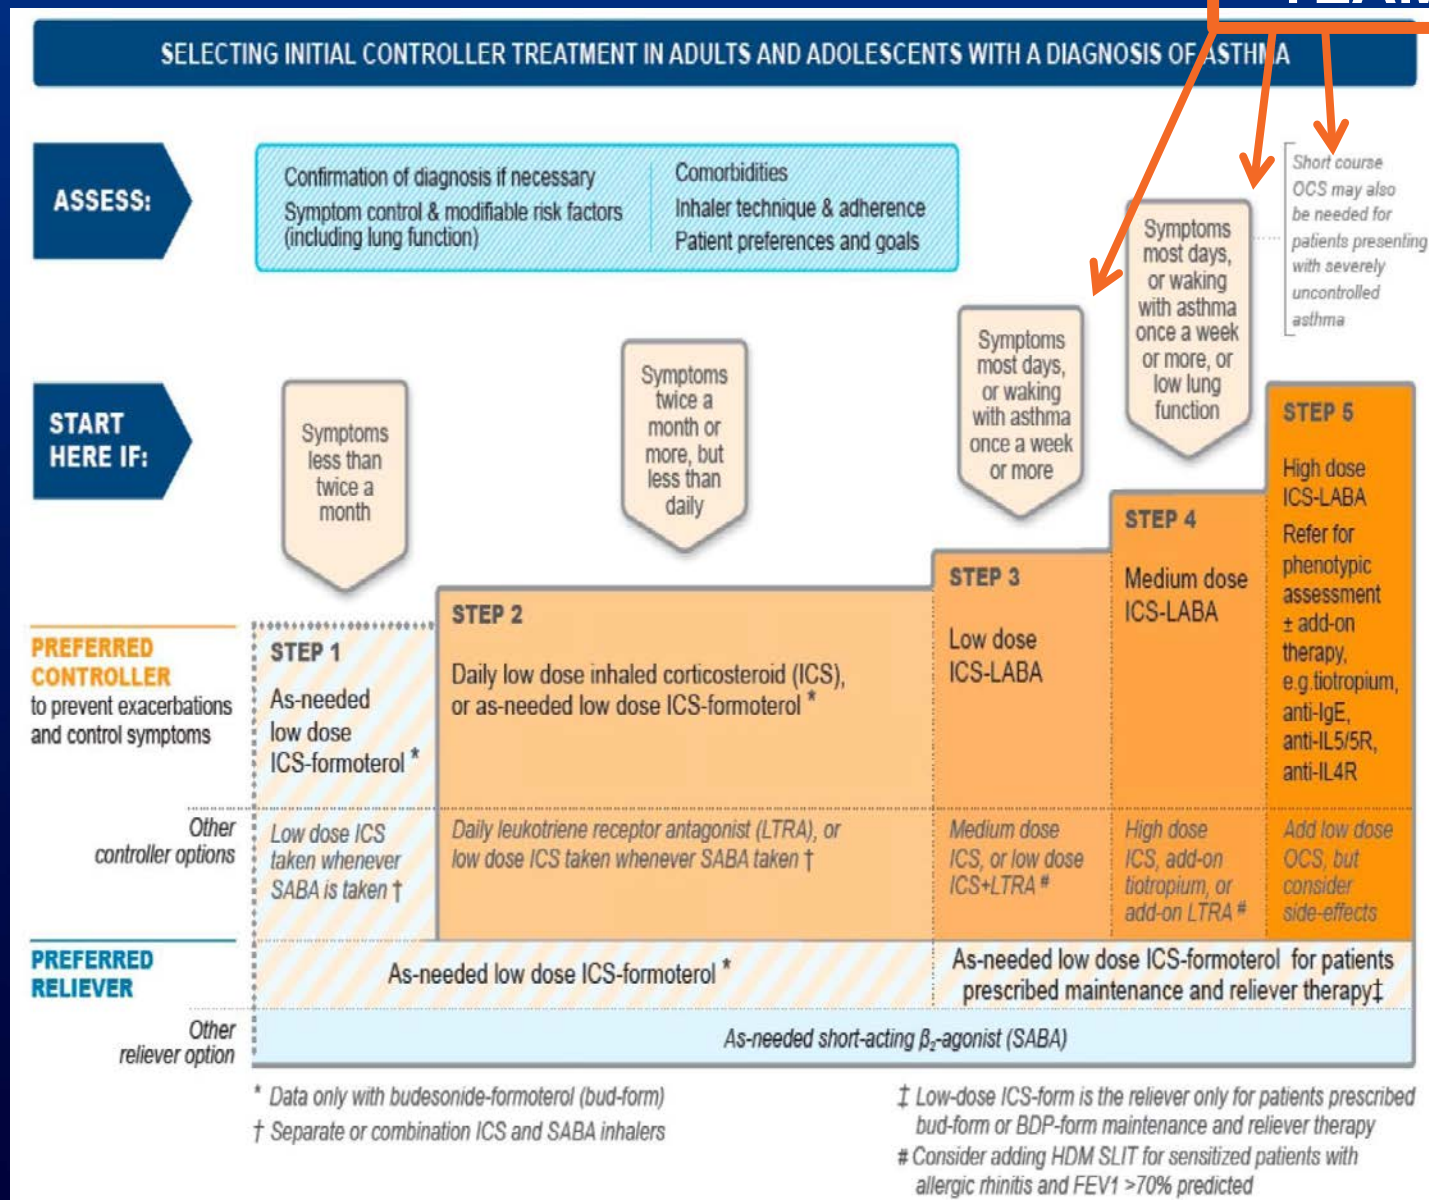 SELECTING INITIAL CONTROLLER TREATMENT IN ADULTS AND ADOLESCENTS WITH A DIAGNOSIS OF ASTHMA
ASSESS:
Confirmation of diagnosis if necessary
Symptom control & modifiable risk factors
(including lung function)
Comorbidities
Inhaler technique & adherence
Patient preferences and goals
Short course
OCS may also
be needed for
patients presenting
with severely
uncontrolled
asthma
START
HERE IF:
Symptoms
less than
twice a
month
Symptoms
twice a
month or
more, but
less than
daily
Symptoms
most days,
or waking
with asthma
once a week
or more
Symptoms
most days,
or waking
with asthma
once a week
or more, or
low lung
function
PREFERRED
CONTROLLER
to prevent exacerbations
and control symptoms
STEP 1
As-needed
low dose
ICS-formoterol *
STEP 2
Daily low dose inhaled corticosteroid (ICS),
or as-needed low dose ICS-formoterol *
STEP 3
Low dose
ICS-LABA
STEP 4
Medium dose
ICS-LABA
STEP 5
High dose
ICS-LABA
Refer for
phenotypic
assessment
± add-on
therapy,
e.g.tiotropium,
anti-IgE,
anti-IL5/5R,
anti-IL4R
Other
controller options
Low dose ICS
taken whenever
SABA is taken †
Daily leukotriene receptor antagonist (LTRA), or
low dose ICS taken whenever SABA taken †
Medium dose
ICS, or low dose
ICS+LTRA #
High dose
ICS, add-on
tiotropium, or
add-on LTRA #
Add low dose
OCS, but
consider
side-effects
PREFERRED
RELIEVER
As-needed low dose ICS-formoterol *
As-needed low dose ICS-formoterol for patients
prescribed maintenance and reliever therapy‡
Other
reliever option
As-needed short-acting β₂-agonist (SABA)
* Data only with budesonide-formoterol (bud-form)
† Separate or combination ICS and SABA inhalers
‡ Low-dose ICS-form is the reliever only for patients prescribed
bud-form or BDP-form maintenance and reliever therapy
# Consider adding HDM SLIT for sensitized patients with
allergic rhinitis and FEV1 >70% predicted